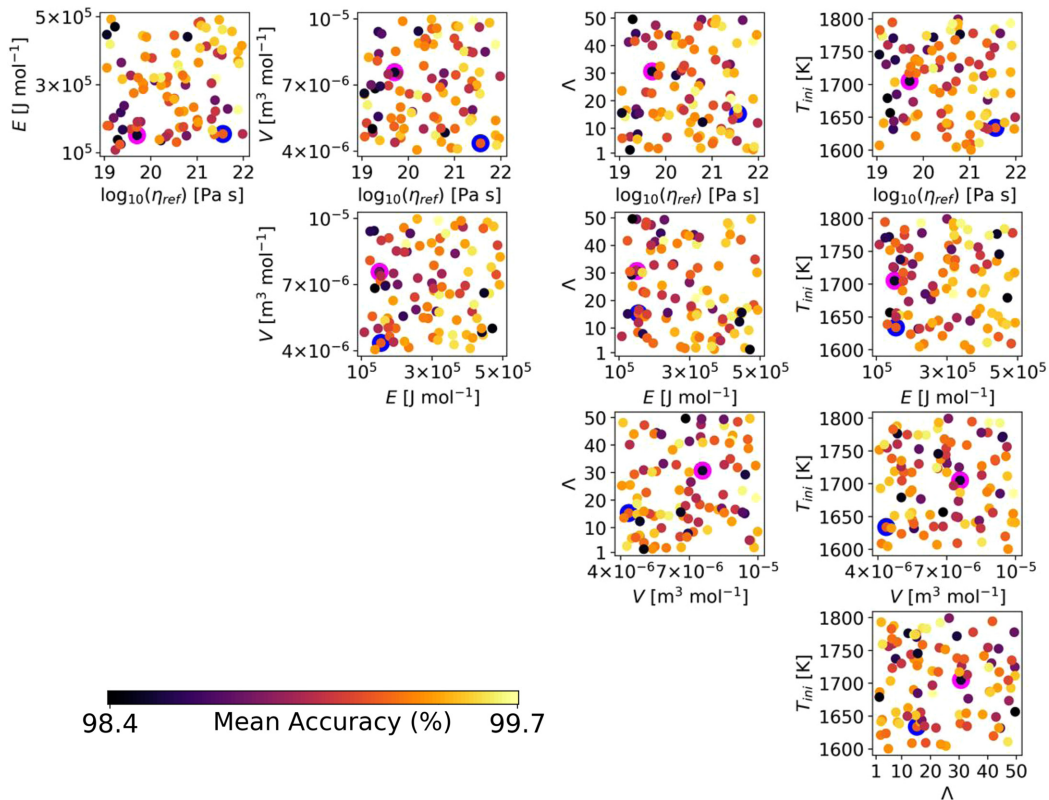 5×10⁵
3×10⁵
10⁵
E [J mol⁻¹]
19 20 21 22
log₁₀(η_ref) [Pa s]
10⁻⁵
7×10⁻⁶
4×10⁻⁶
V [m³ mol⁻¹]
19 20 21 22
log₁₀(η_ref) [Pa s]
50
40
30
20
10
1
Λ
19 20 21 22
log₁₀(η_ref) [Pa s]
1800
1750
1700
1650
1600
T_ini [K]
19 20 21 22
log₁₀(η_ref) [Pa s]
10⁻⁵
7×10⁻⁶
4×10⁻⁶
V [m³ mol⁻¹]
10⁵ 3×10⁵ 5×10⁵
E [J mol⁻¹]
50
40
30
20
10
1
Λ
10⁵ 3×10⁵ 5×10⁵
E [J mol⁻¹]
1800
1750
1700
1650
1600
T_ini [K]
10⁵ 3×10⁵ 5×10⁵
E [J mol⁻¹]
50
40
30
20
10
1
Λ
4×10⁻⁶ 7×10⁻⁶ 10⁻⁵
V [m³ mol⁻¹]
1800
1750
1700
1650
1600
T_ini [K]
4×10⁻⁶ 7×10⁻⁶ 10⁻⁵
V [m³ mol⁻¹]
1800
1750
1700
1650
1600
T_ini [K]
1 10 20 30 40 50
Λ
98.4 Mean Accuracy (%) 99.7